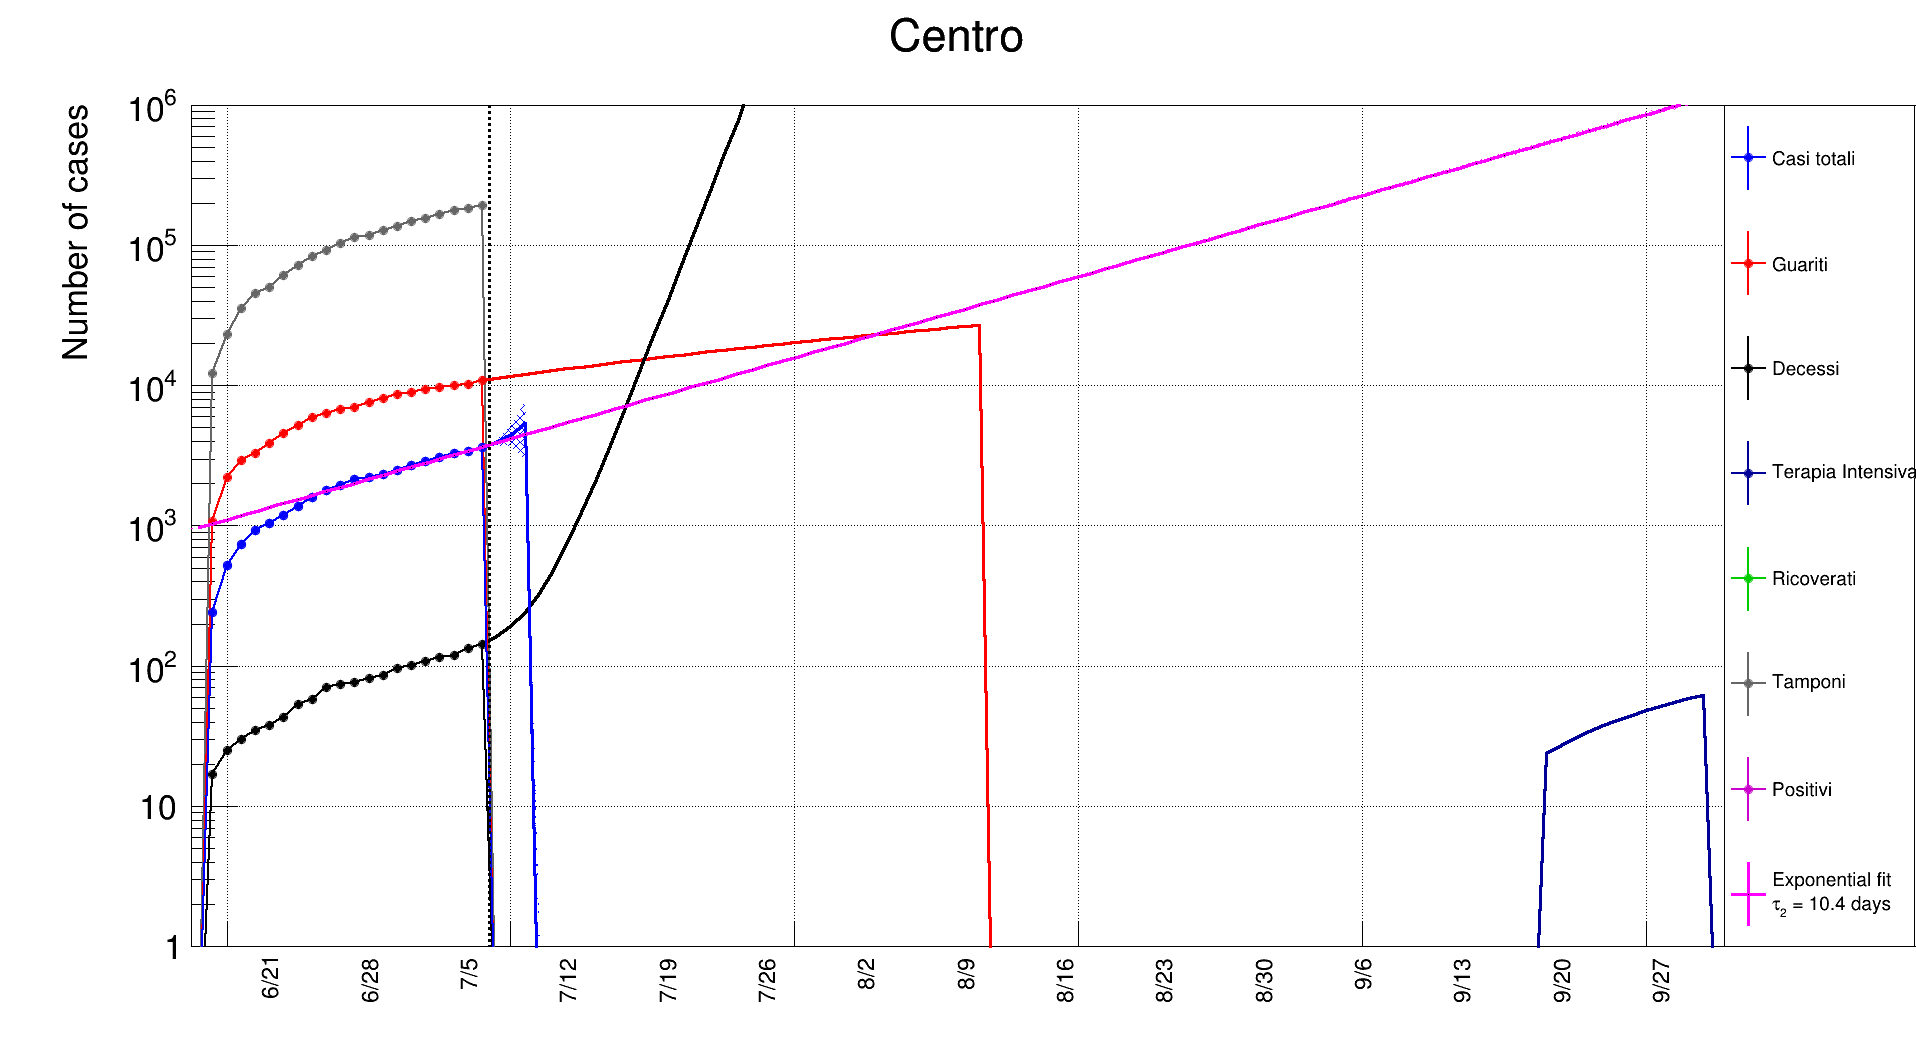 Centro
Number of cases
10^6
10^5
10^4
10^3
10^2
10
1
6/21
6/28
7/5
7/12
7/19
7/26
8/2
8/9
8/16
8/23
8/30
9/6
9/13
9/20
9/27
Casi totali
Guariti
Decessi
Terapia Intensiva
Ricoverati
Tamponi
Positivi
Exponential fit
τ_2 = 10.4 days